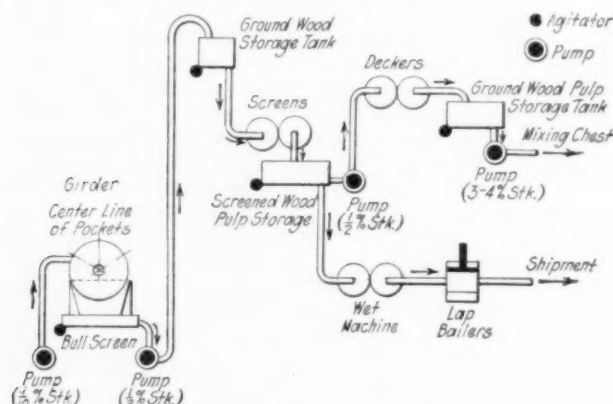 Ground Wood
Storage Tank
Agitator
Pump
Deckers
Ground Wood Pulp
Storage Tank
Screens
Mixing Chest
Pump
(3-4% Stk.)
Girder
Center Line
of Pockets
Screened Wood
Pulp Storage
Pump
(1/2% Stk.)
Shipment
Wet
Machine
Lap
Bailers
Bull Screen
Pump
(1/10% Stk.)
Pump
(1/2% Stk.)